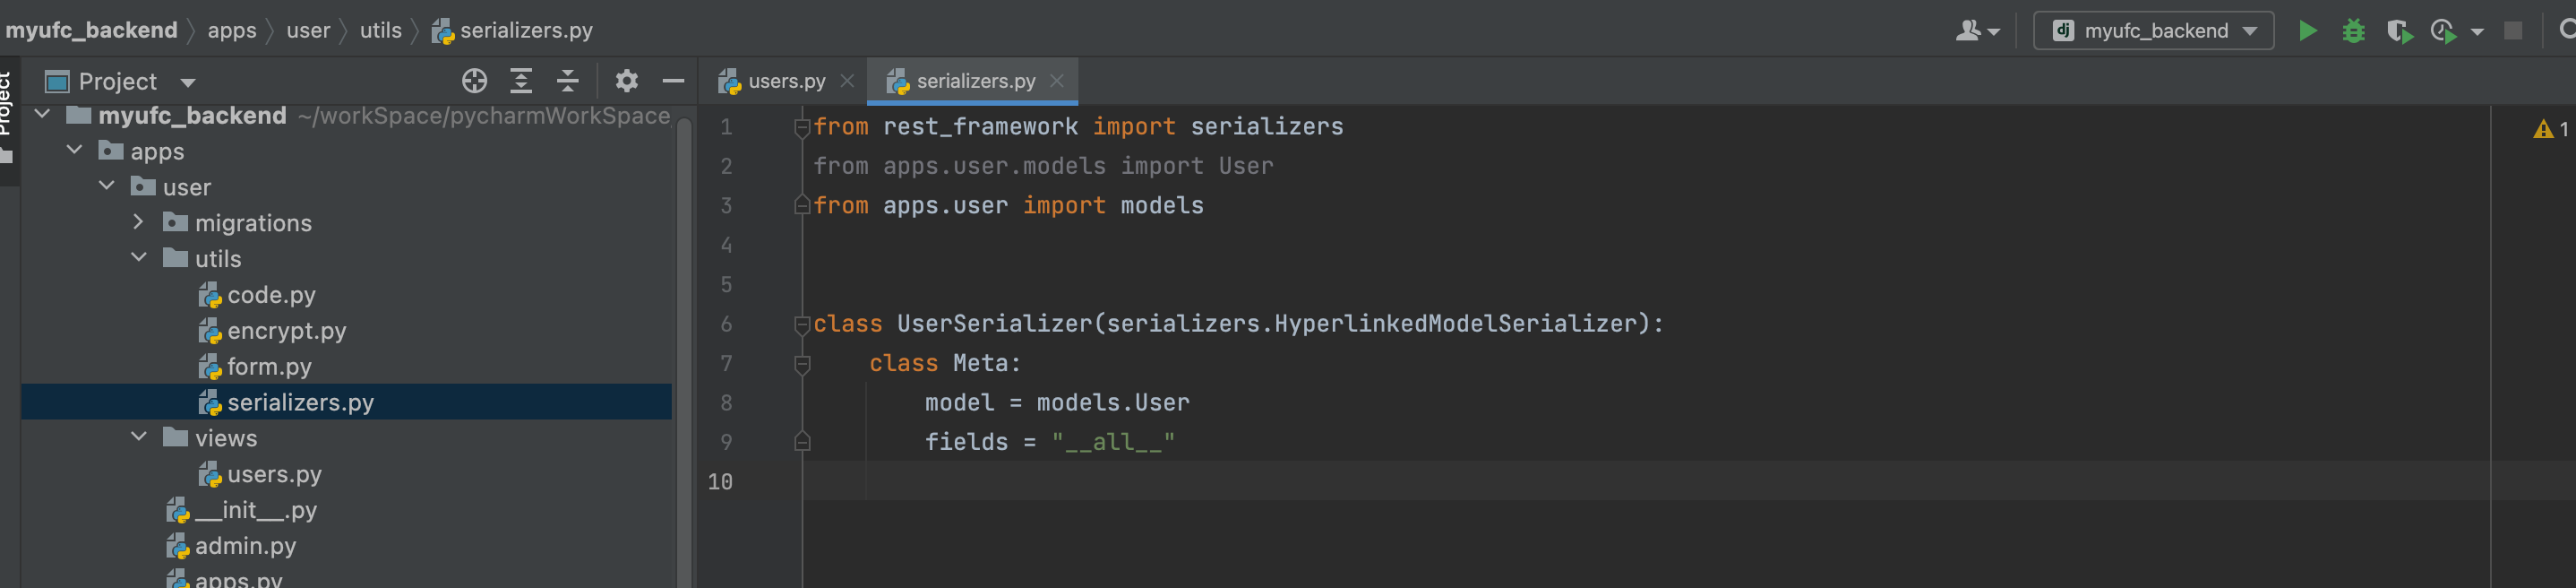 myufc_backend apps user utils serializers.py
myufc_backend
Project
Project
users.py serializers.py
myufc_backend ~/workSpace/pycharmWorkSpace
apps
user
migrations
utils
code.py
encrypt.py
form.py
serializers.py
views
users.py
__init__.py
admin.py
apps.py
1 from rest_framework import serializers
2 from apps.user.models import User
3 from apps.user import models
4
5
6 class UserSerializer(serializers.HyperlinkedModelSerializer):
7 class Meta:
8 model = models.User
9 fields = "__all__"
10
1